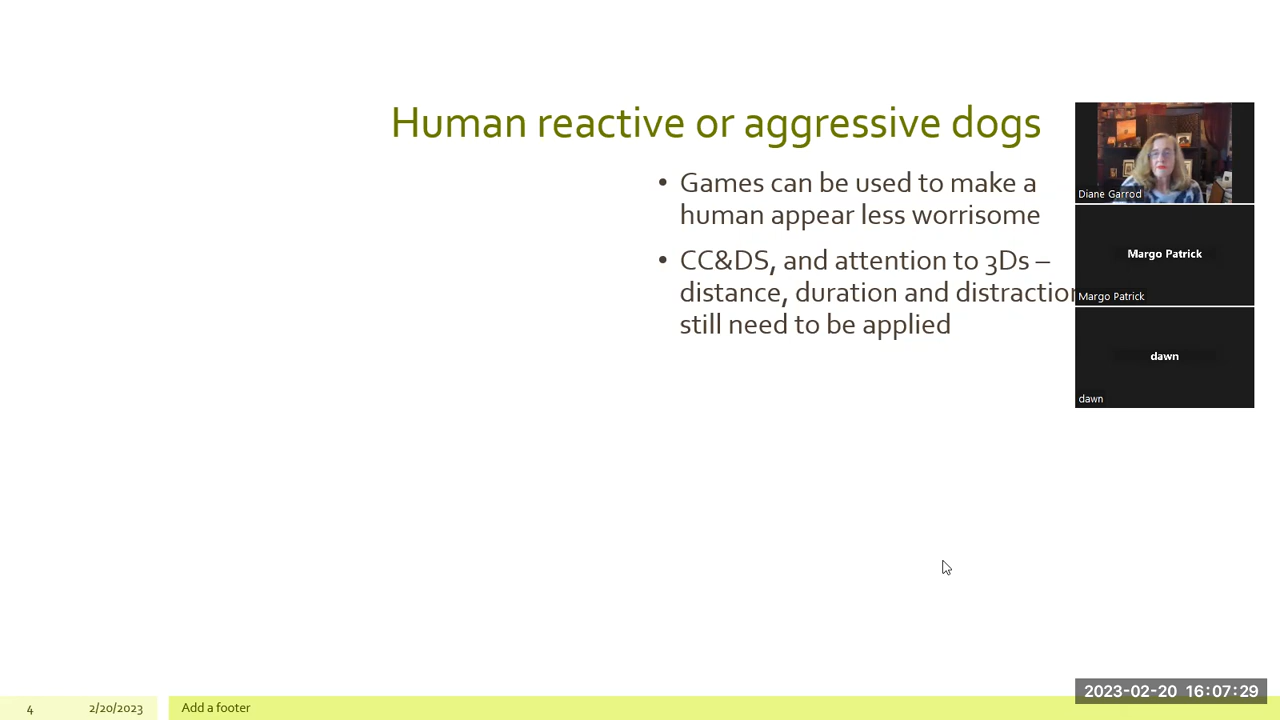 Human reactive or aggressive dogs
• Games can be used to make a
human appear less worrisome
• CC&DS, and attention to 3Ds –
distance, duration and distraction
still need to be applied
Diane Garrod
Margo Patrick
Margo Patrick
dawn
dawn
2023-02-20 16:07:29
4
2/20/2023
Add a footer